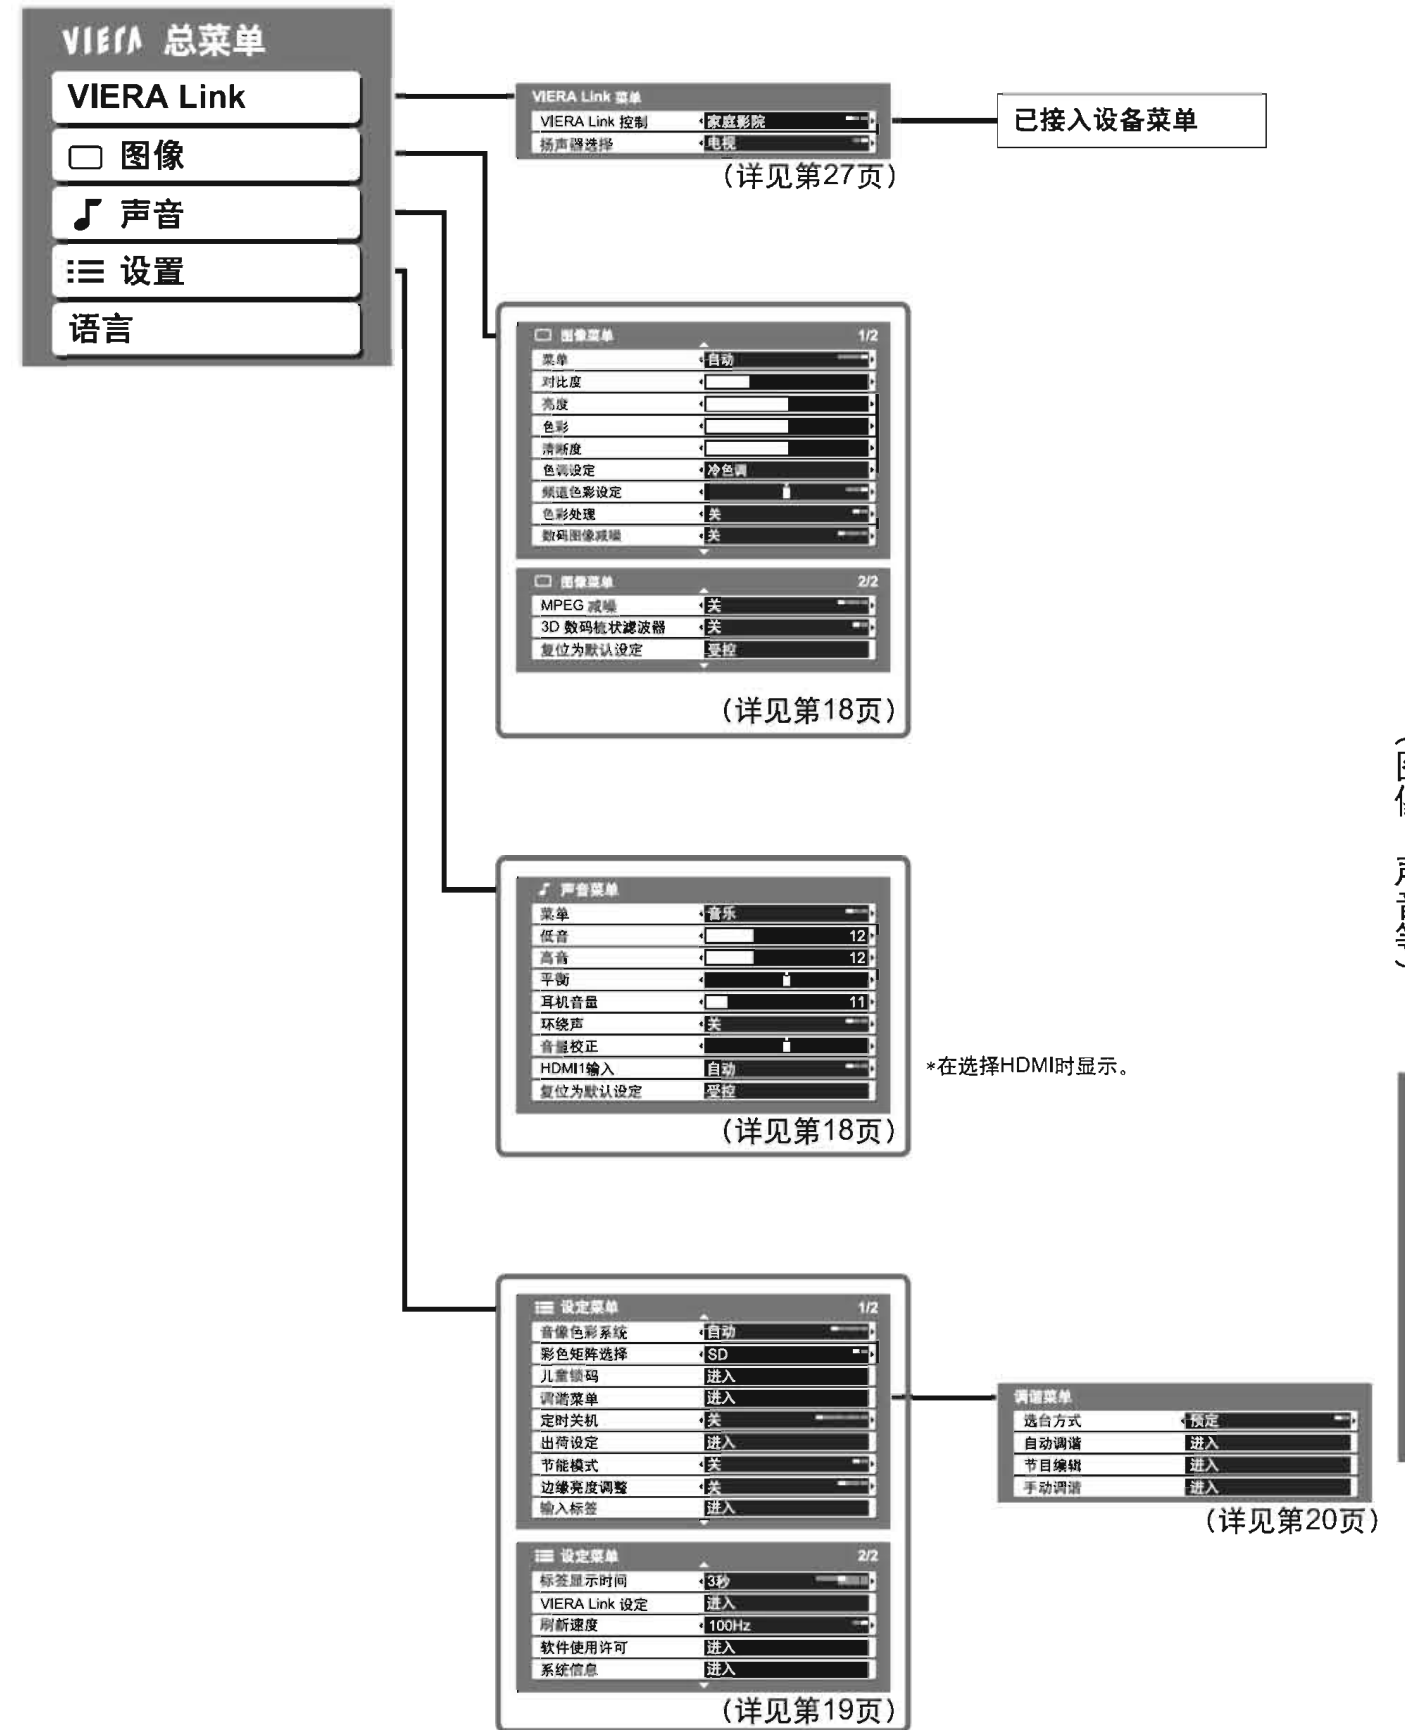 VIERA 总菜单
VIERA Link
图像
声音
设置
语言
VIERA Link 菜单
VIERA Link 控制 家庭影院
扬声器选择 电视
（详见第27页）
已接入设备菜单
图像菜单 1/2
菜单 自动
对比度
亮度
色彩
清晰度
色调设定 冷色调
频道色彩设定
色彩处理 关
数码图像减噪 关
图像菜单 2/2
MPEG 减噪 关
3D 数码梳状滤波器 关
复位为默认设定 受控
（详见第18页）
声音菜单
菜单 音乐
低音 12
高音 12
平衡
耳机音量 11
环绕声 关
音量校正
HDMI1输入 自动
复位为默认设定 受控
（详见第18页）
*在选择HDMI时显示。
设定菜单 1/2
音像色彩系统 自动
彩色矩阵选择 SD
儿童锁码 进入
调谐菜单 进入
定时关机 关
出荷设定 进入
节能模式 关
边缘亮度调整 关
输入标签 进入
设定菜单 2/2
标签显示时间 3秒
VIERA Link 设定 进入
刷新速度 100Hz
软件使用许可 进入
系统信息 进入
（详见第19页）
调谐菜单
选台方式 预定
自动调谐 进入
节目编辑 进入
手动调谐 进入
（详见第20页）